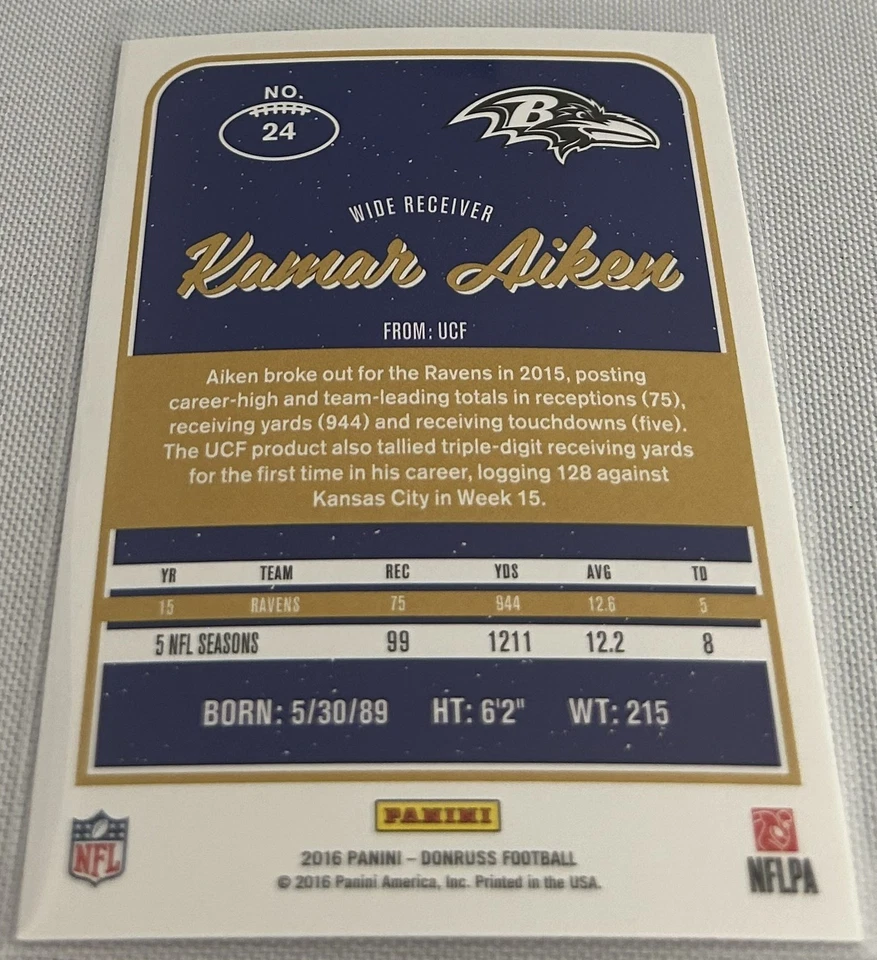 NO.
24
B
WIDE RECEIVER
Kamar Aiken
FROM: UCF
Aiken broke out for the Ravens in 2015, posting
career-high and team-leading totals in receptions (75),
receiving yards (944) and receiving touchdowns (five).
The UCF product also tallied triple-digit receiving yards
for the first time in his career, logging 128 against
Kansas City in Week 15.
YR TEAM REC YDS AVG TD
15 RAVENS 75 944 12.6 5
5 NFL SEASONS 99 1211 12.2 8
BORN: 5/30/89 HT: 6'2" WT: 215
PANINI
NFL
2016 PANINI – DONRUSS FOOTBALL
© 2016 Panini America, Inc. Printed in the USA.
NFLPA